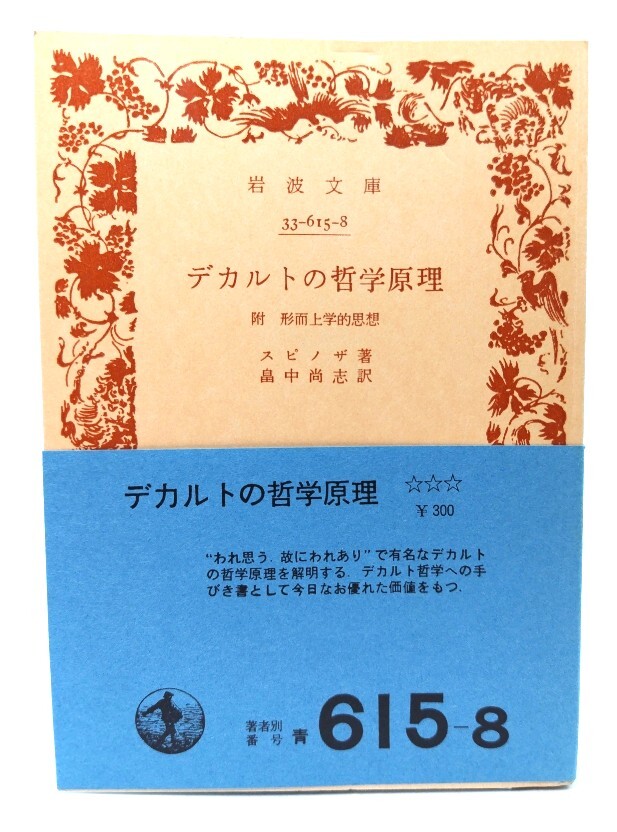 岩波文庫
33-615-8
デカルトの哲学原理
附 形而上学的思想
スピノザ著
畠中尚志訳
デカルトの哲学原理 ☆☆☆
¥300
“われ思う．故にわれあり”で有名なデカルト
の哲学原理を解明する．デカルト哲学への手
びき書として今日なお優れた価値をもつ．
著者別
番号 青 615-8